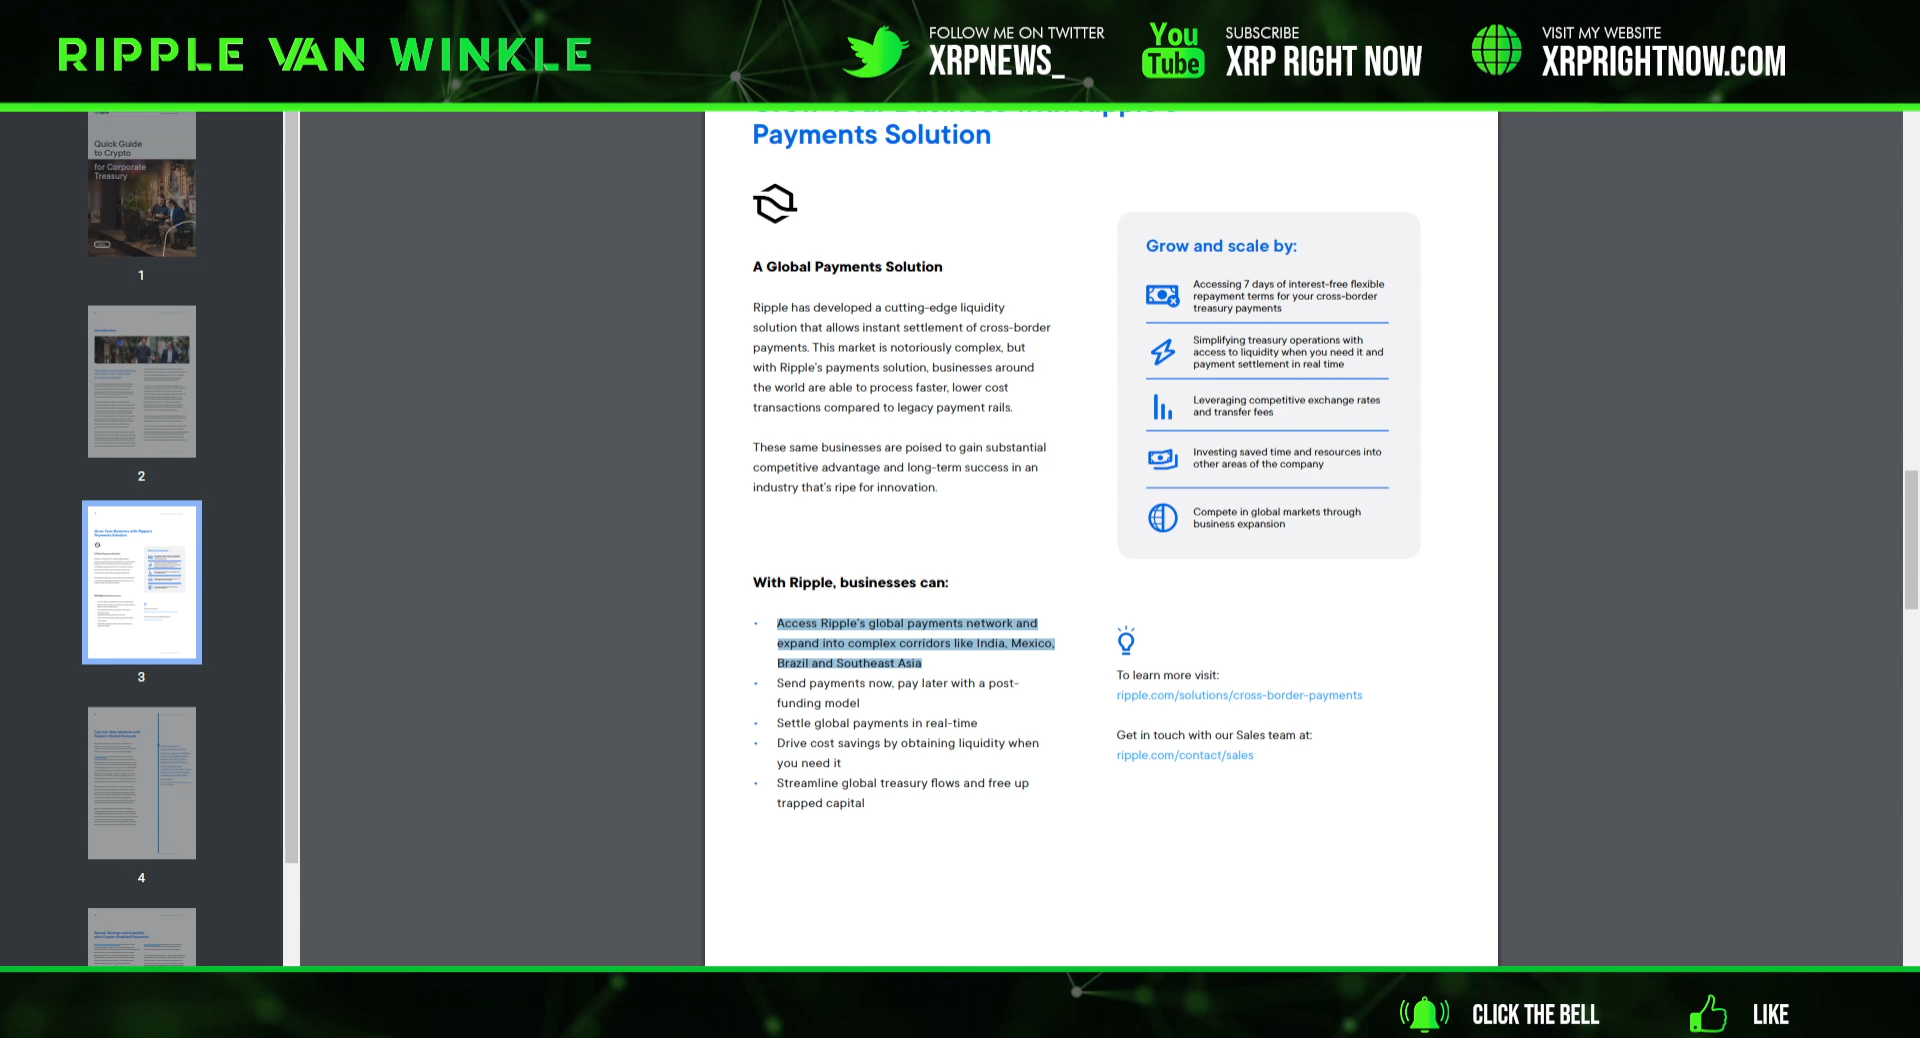 RIPPLE VAN WINKLE
FOLLOW ME ON TWITTER
XRPNEWS_
You
Tube
SUBSCRIBE
XRP RIGHT NOW
VISIT MY WEBSITE
XRPRIGHTNOW.COM
Quick Guide
to Crypto
for Corporate
Treasury
1
Introduction
2
Grow Your Business with Ripple's
Payments Solution
3
4
Payments Solution
A Global Payments Solution
Ripple has developed a cutting-edge liquidity
solution that allows instant settlement of cross-border
payments. This market is notoriously complex, but
with Ripple's payments solution, businesses around
the world are able to process faster, lower cost
transactions compared to legacy payment rails.
These same businesses are poised to gain substantial
competitive advantage and long-term success in an
industry that's ripe for innovation.
With Ripple, businesses can:
• Access Ripple's global payments network and
expand into complex corridors like India, Mexico,
Brazil and Southeast Asia
• Send payments now, pay later with a post-
funding model
• Settle global payments in real-time
• Drive cost savings by obtaining liquidity when
you need it
• Streamline global treasury flows and free up
trapped capital
Grow and scale by:
Accessing 7 days of interest-free flexible
repayment terms for your cross-border
treasury payments
Simplifying treasury operations with
access to liquidity when you need it and
payment settlement in real time
Leveraging competitive exchange rates
and transfer fees
Investing saved time and resources into
other areas of the company
Compete in global markets through
business expansion
To learn more visit:
ripple.com/solutions/cross-border-payments
Get in touch with our Sales team at:
ripple.com/contact/sales
CLICK THE BELL
LIKE